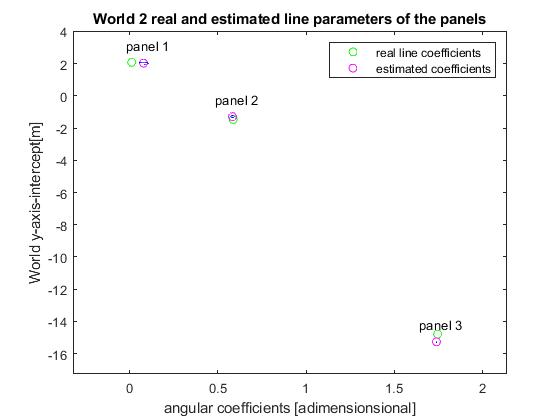 World 2 real and estimated line parameters of the panels
4
2
0
-2
-4
-6
-8
-10
-12
-14
-16
World y-axis-intercept[m]
panel 1
panel 2
panel 3
real line coefficients
estimated coefficients
0
0.5
1
1.5
2
angular coefficients [adimensionsional]